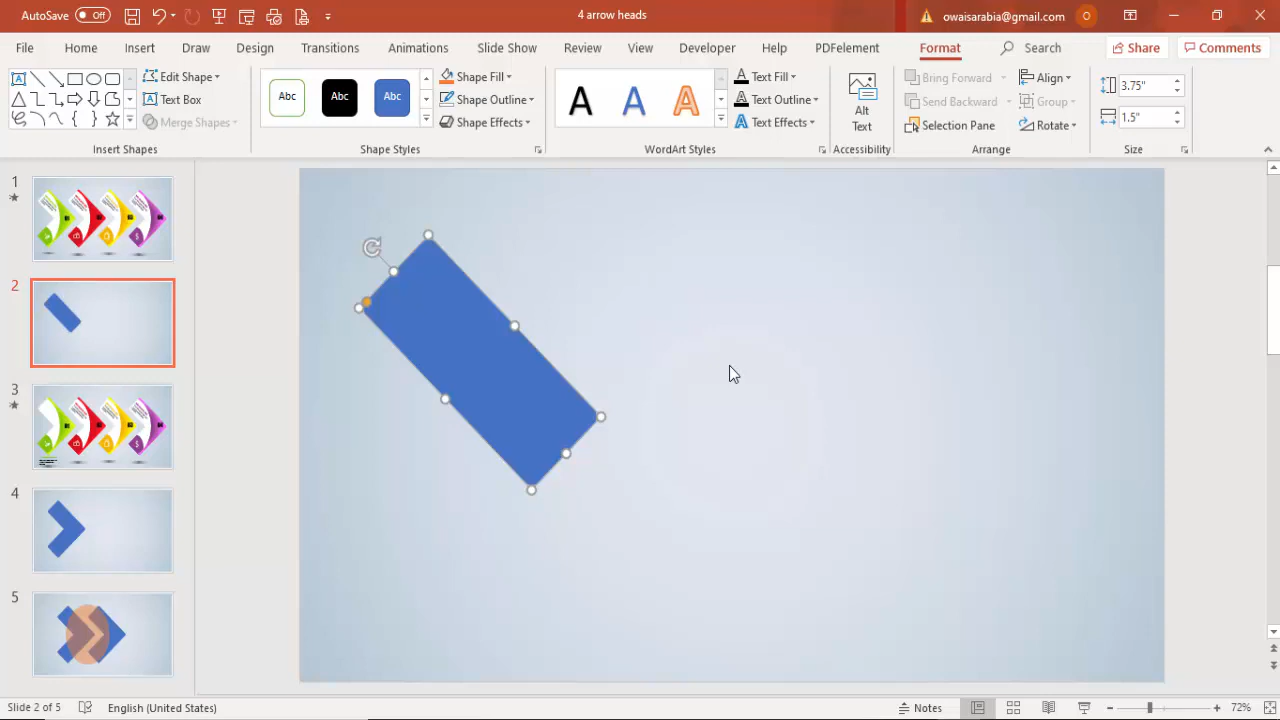 AutoSave Off 4 arrow heads owaisarabia@gmail.com O
File Home Insert Draw Design Transitions Animations Slide Show Review View Developer Help PDFelement Format Search Share Comments
Edit Shape Text Box Merge Shapes
Insert Shapes
Abc Abc Abc
Shape Fill
Shape Outline
Shape Effects
Shape Styles
A A A
Text Fill
Text Outline
Text Effects
WordArt Styles
Alt Text
Accessibility
Bring Forward
Send Backward
Selection Pane
Align
Group
Rotate
Arrange
3.75"
1.5"
Size
1
2
3
4
5
Slide 2 of 5 English (United States) Notes 72%